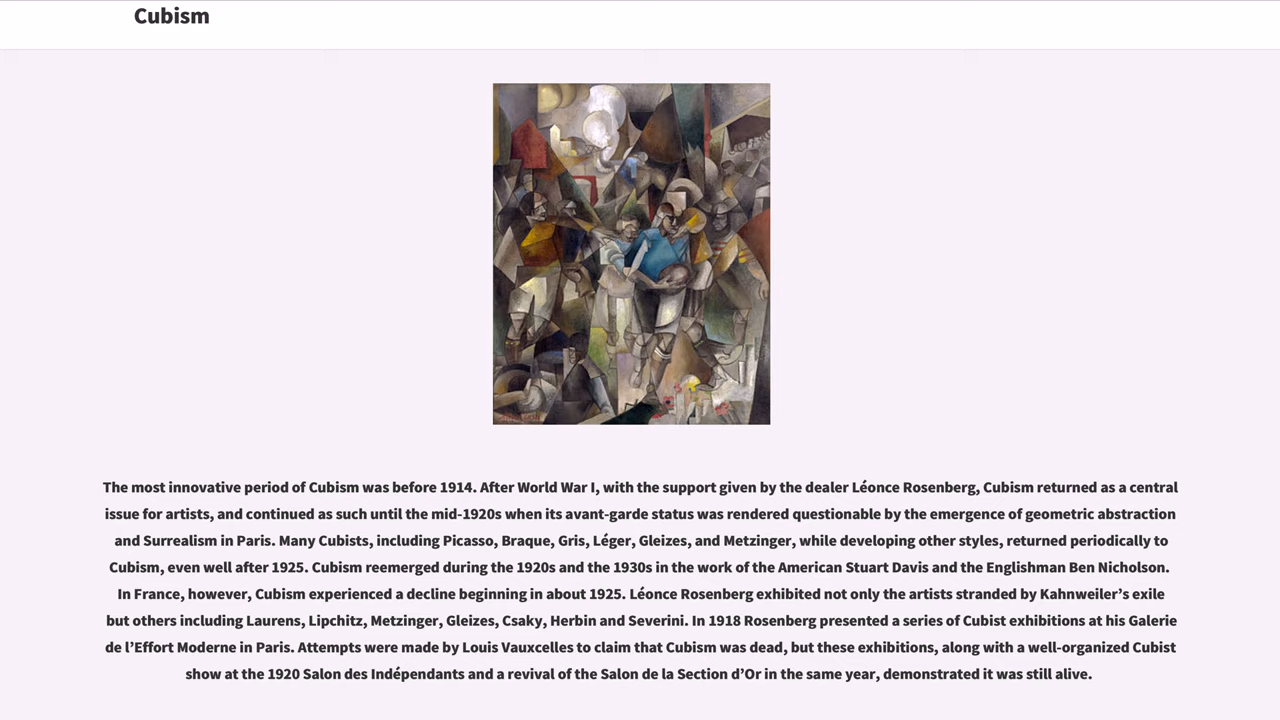 Cubism
The most innovative period of Cubism was before 1914. After World War I, with the support given by the dealer Léonce Rosenberg, Cubism returned as a central
issue for artists, and continued as such until the mid-1920s when its avant-garde status was rendered questionable by the emergence of geometric abstraction
and Surrealism in Paris. Many Cubists, including Picasso, Braque, Gris, Léger, Gleizes, and Metzinger, while developing other styles, returned periodically to
Cubism, even well after 1925. Cubism reemerged during the 1920s and the 1930s in the work of the American Stuart Davis and the Englishman Ben Nicholson.
In France, however, Cubism experienced a decline beginning in about 1925. Léonce Rosenberg exhibited not only the artists stranded by Kahnweiler’s exile
but others including Laurens, Lipchitz, Metzinger, Gleizes, Csaky, Herbin and Severini. In 1918 Rosenberg presented a series of Cubist exhibitions at his Galerie
de l’Effort Moderne in Paris. Attempts were made by Louis Vauxcelles to claim that Cubism was dead, but these exhibitions, along with a well-organized Cubist
show at the 1920 Salon des Indépendants and a revival of the Salon de la Section d’Or in the same year, demonstrated it was still alive.